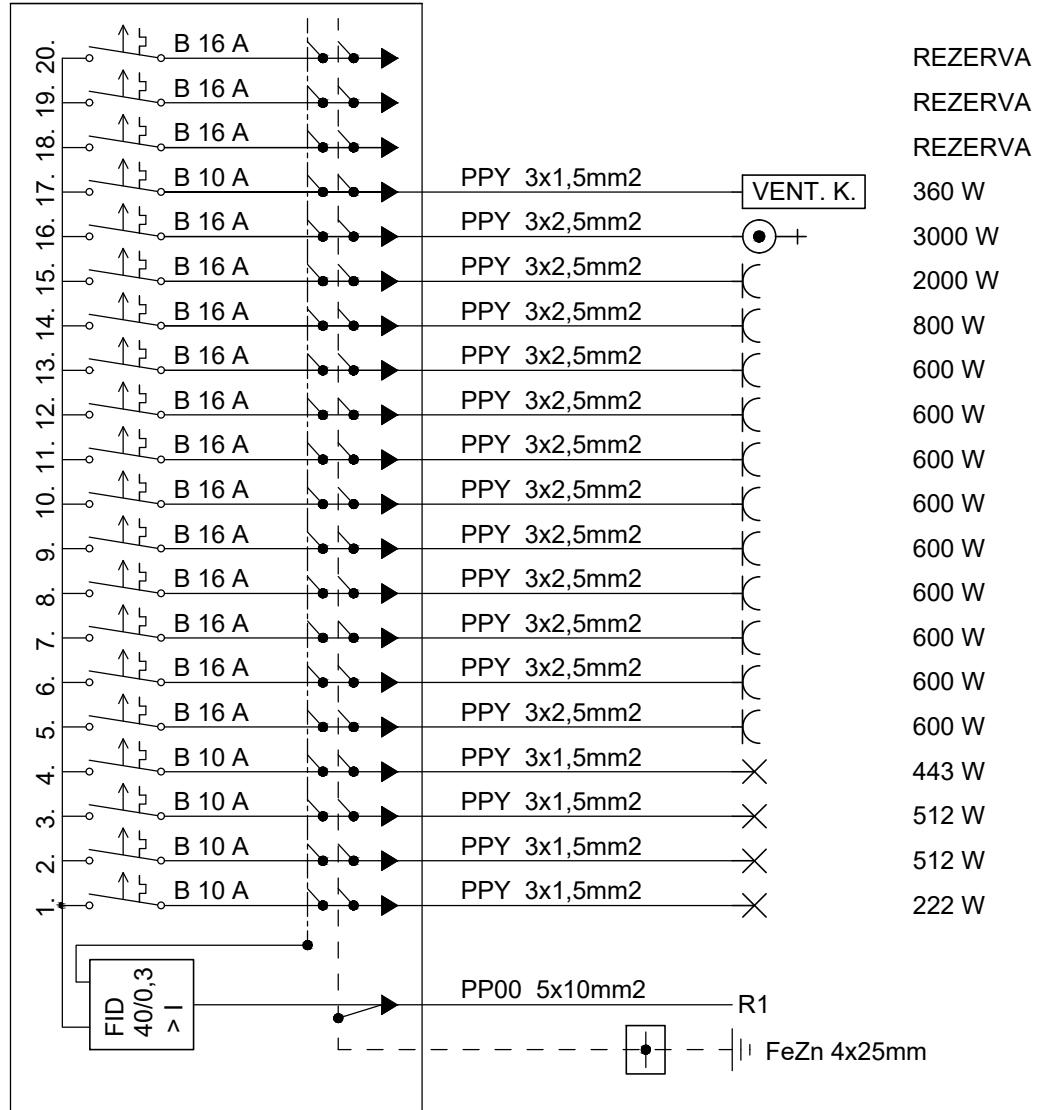 20. B 16 A REZERVA
19. B 16 A REZERVA
18. B 16 A REZERVA
17. B 10 A PPY 3x1,5mm2 VENT. K. 360 W
16. B 16 A PPY 3x2,5mm2 3000 W
15. B 16 A PPY 3x2,5mm2 2000 W
14. B 16 A PPY 3x2,5mm2 800 W
13. B 16 A PPY 3x2,5mm2 600 W
12. B 16 A PPY 3x2,5mm2 600 W
11. B 16 A PPY 3x2,5mm2 600 W
10. B 16 A PPY 3x2,5mm2 600 W
9. B 16 A PPY 3x2,5mm2 600 W
8. B 16 A PPY 3x2,5mm2 600 W
7. B 16 A PPY 3x2,5mm2 600 W
6. B 16 A PPY 3x2,5mm2 600 W
5. B 16 A PPY 3x2,5mm2 600 W
4. B 10 A PPY 3x1,5mm2 443 W
3. B 10 A PPY 3x1,5mm2 512 W
2. B 10 A PPY 3x1,5mm2 512 W
1. B 10 A PPY 3x1,5mm2 222 W
FID
40/0,3
> I
PP00 5x10mm2 R1
FeZn 4x25mm